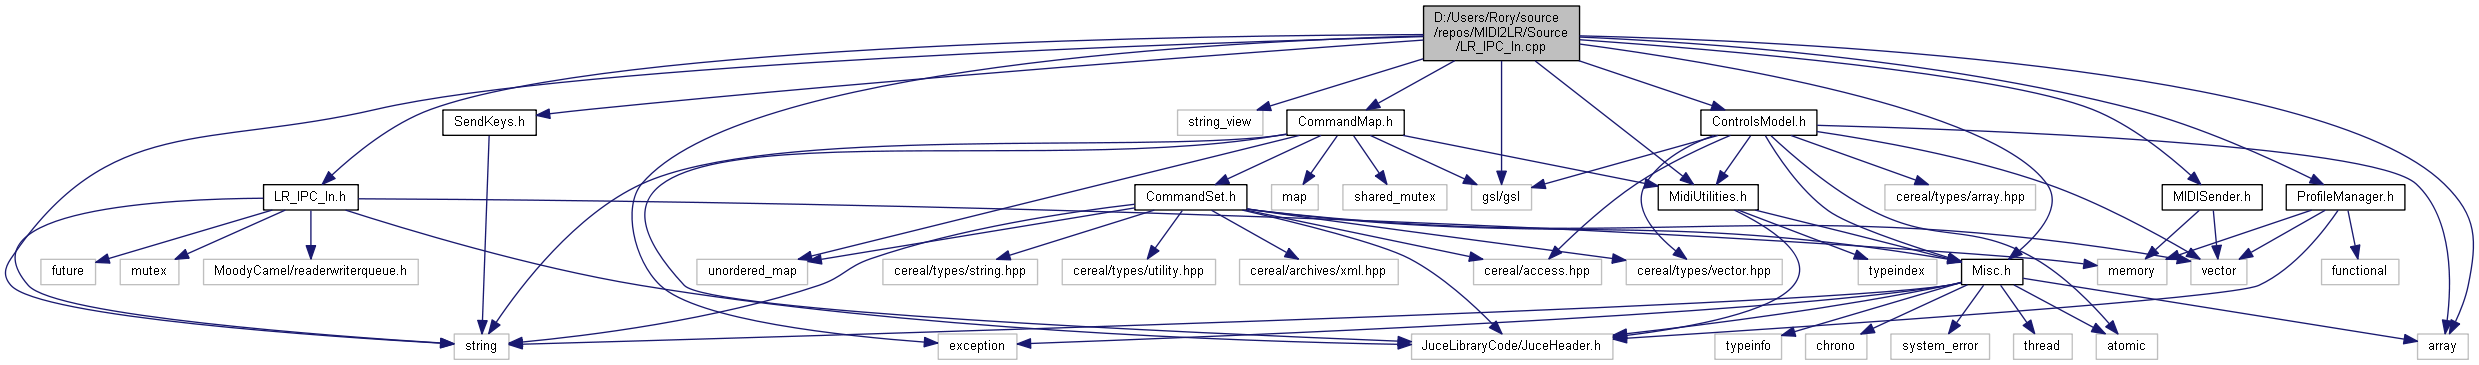 D:/Users/Rory/source
/repos/MIDI2LR/Source
/LR_IPC_In.cpp
SendKeys.h
string_view
CommandMap.h
ControlsModel.h
LR_IPC_In.h
CommandSet.h
map
shared_mutex
gsl/gsl
MidiUtilities.h
cereal/types/array.hpp
MIDISender.h
ProfileManager.h
future
mutex
MoodyCamel/readerwriterqueue.h
unordered_map
cereal/types/string.hpp
cereal/types/utility.hpp
cereal/archives/xml.hpp
cereal/access.hpp
cereal/types/vector.hpp
typeindex
Misc.h
memory
vector
functional
string
exception
JuceLibraryCode/JuceHeader.h
typeinfo
chrono
system_error
thread
atomic
array